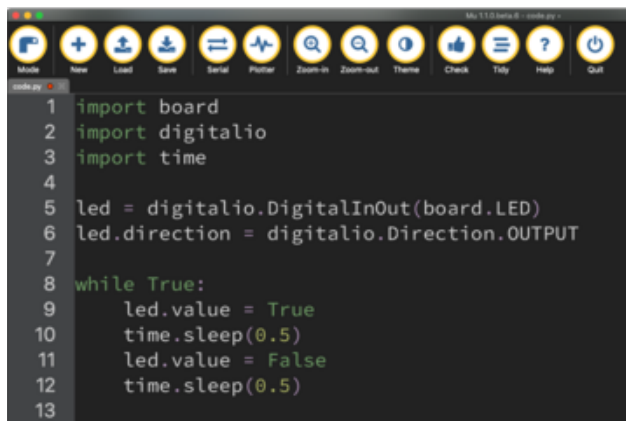 Mu 1.1.0.beta.6 - code.py
Mode New Load Save Serial Plotter Zoom-in Zoom-out Theme Check Tidy Help Quit
code.py
1 import board
2 import digitalio
3 import time
4
5 led = digitalio.DigitalInOut(board.LED)
6 led.direction = digitalio.Direction.OUTPUT
7
8 while True:
9     led.value = True
10     time.sleep(0.5)
11     led.value = False
12     time.sleep(0.5)
13